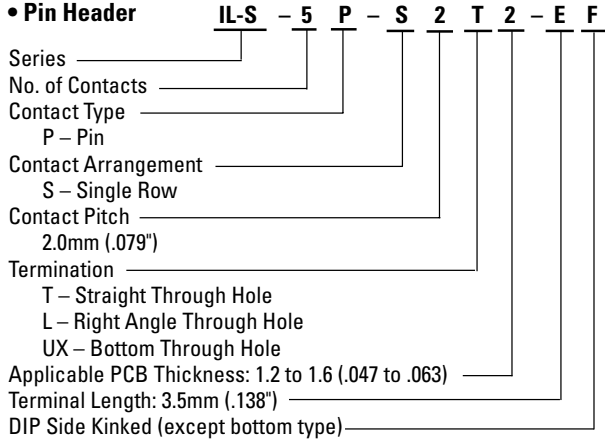 • Pin Header IL-S – 5 P – S 2 T 2 – E F
Series
No. of Contacts
Contact Type
P – Pin
Contact Arrangement
S – Single Row
Contact Pitch
2.0mm (.079")
Termination
T – Straight Through Hole
L – Right Angle Through Hole
UX – Bottom Through Hole
Applicable PCB Thickness: 1.2 to 1.6 (.047 to .063)
Terminal Length: 3.5mm (.138")
DIP Side Kinked (except bottom type)